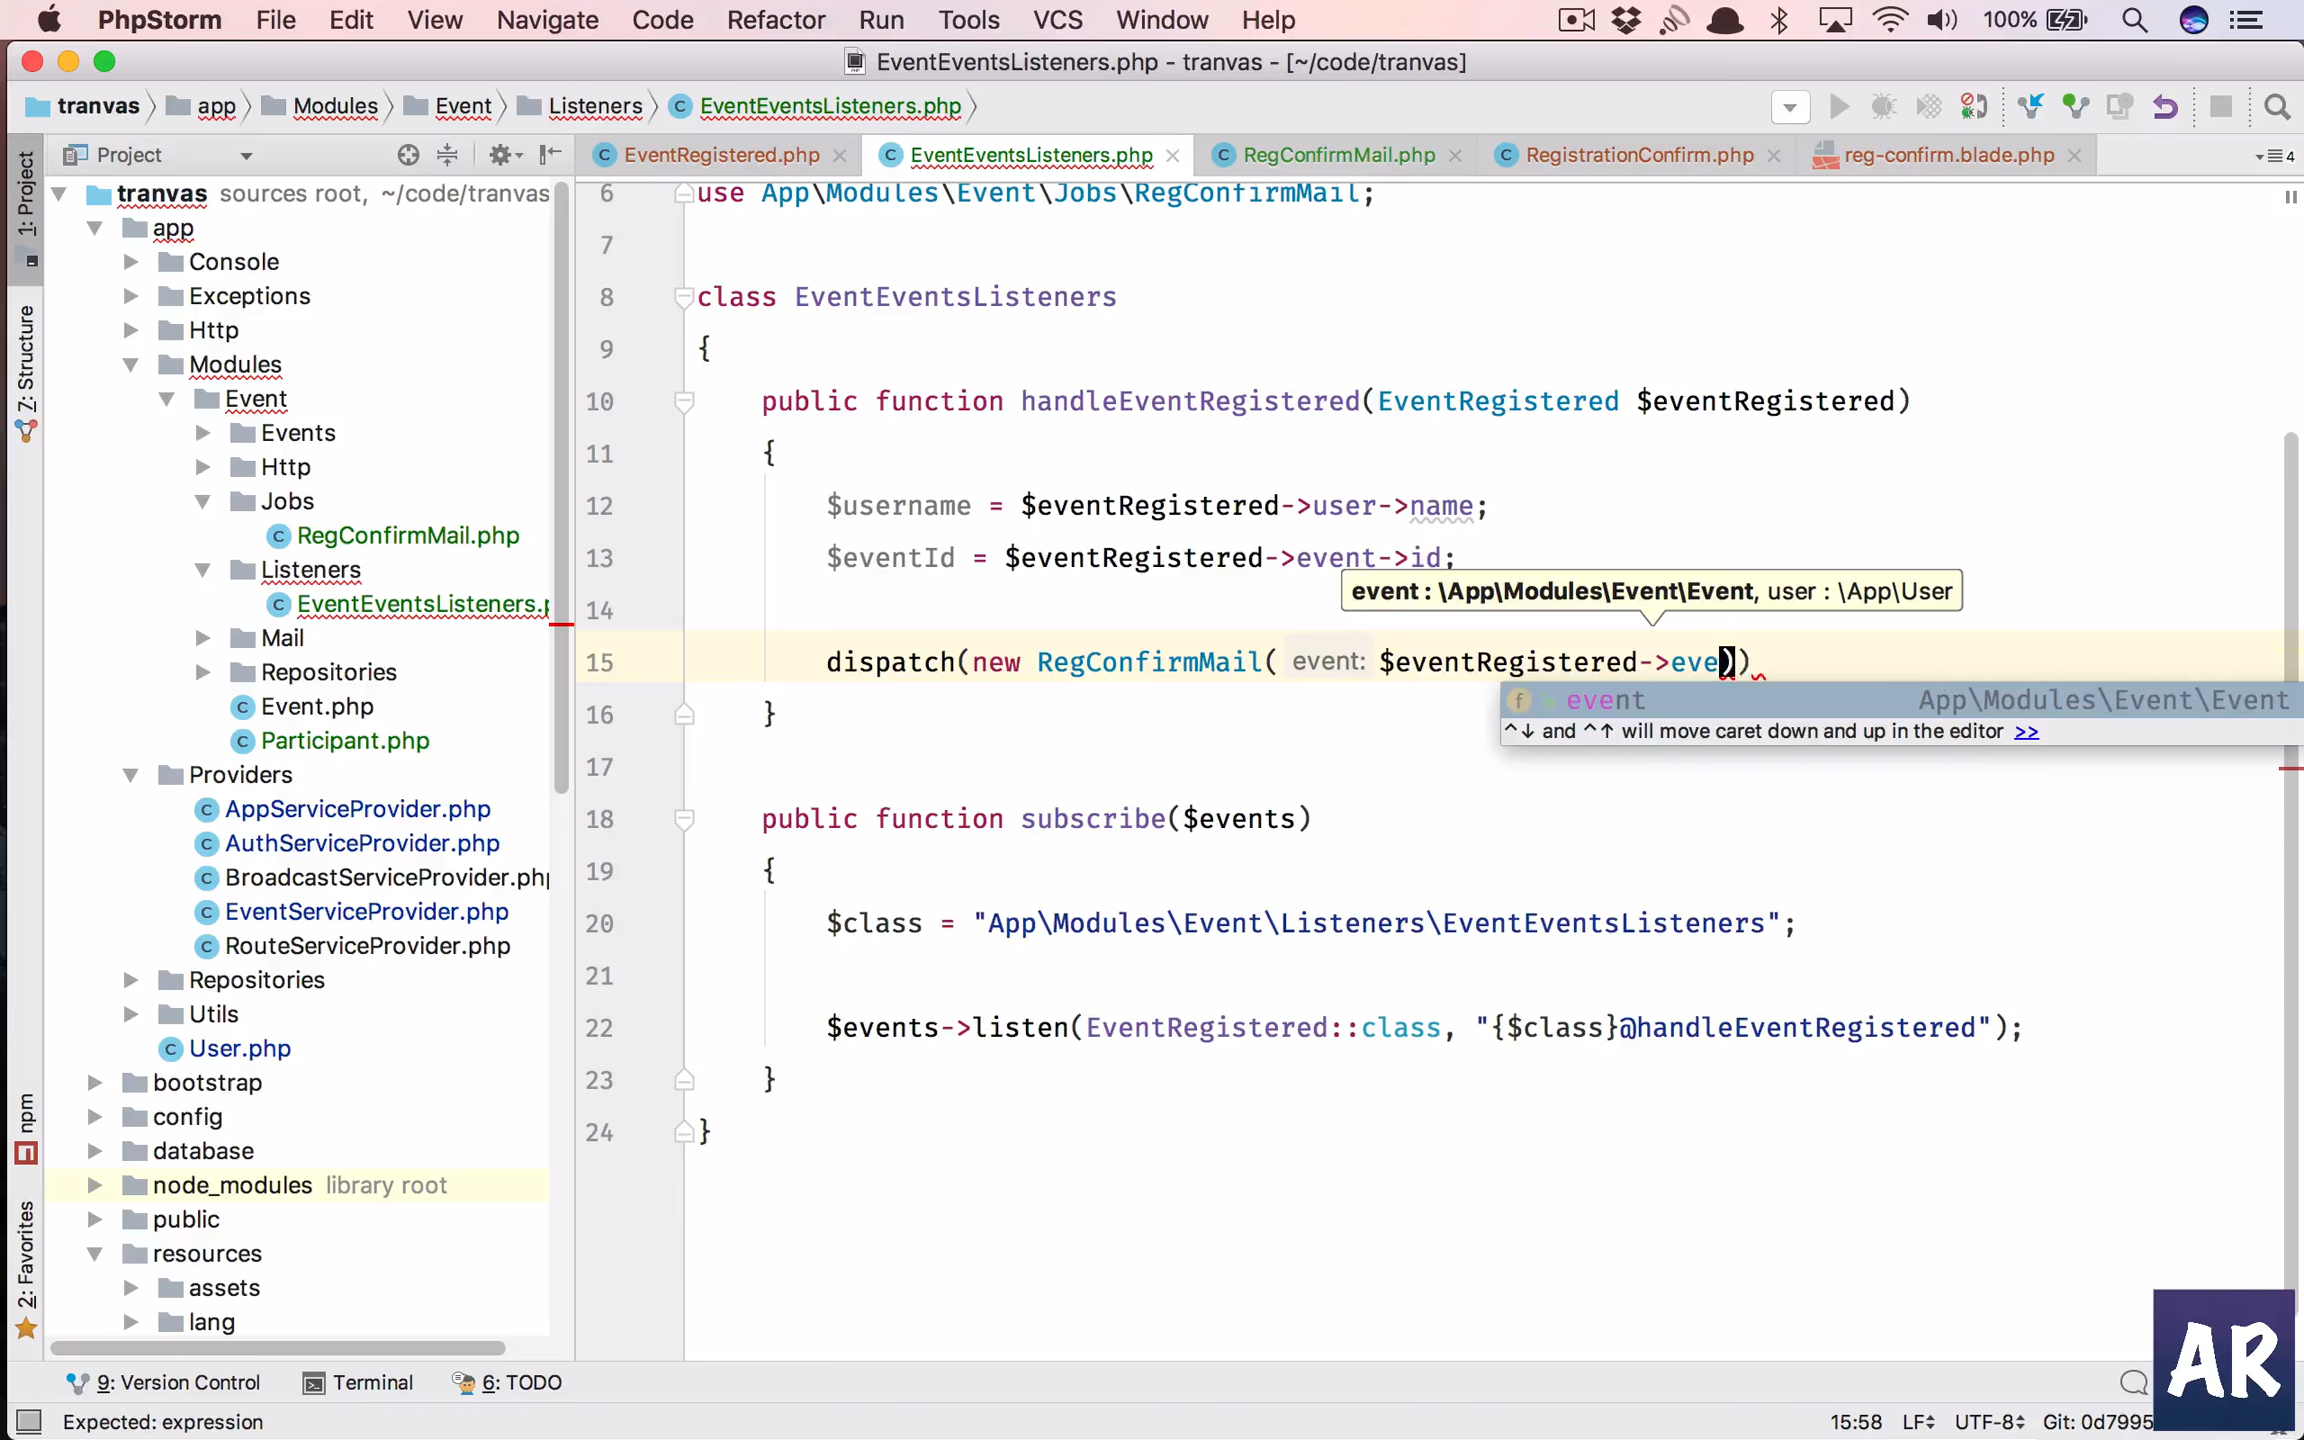 PhpStorm File Edit View Navigate Code Refactor Run Tools VCS Window Help 100%
EventEventsListeners.php - tranvas - [~/code/tranvas]
tranvas app Modules Event Listeners EventEventsListeners.php
1: Project
7: Structure
npm
2: Favorites
Project
EventRegistered.php EventEventsListeners.php RegConfirmMail.php RegistrationConfirm.php reg-confirm.blade.php 4
tranvas sources root, ~/code/tranvas
app
Console
Exceptions
Http
Modules
Event
Events
Http
Jobs
RegConfirmMail.php
Listeners
EventEventsListeners.p
Mail
Repositories
Event.php
Participant.php
Providers
AppServiceProvider.php
AuthServiceProvider.php
BroadcastServiceProvider.php
EventServiceProvider.php
RouteServiceProvider.php
Repositories
Utils
User.php
bootstrap
config
database
node_modules library root
public
resources
assets
lang
6 use App\Modules\Event\Jobs\RegConfirmMail;
7
8 class EventEventsListeners
9 {
10 public function handleEventRegistered(EventRegistered $eventRegistered)
11 {
12 $username = $eventRegistered->user->name;
13 $eventId = $eventRegistered->event->id;
event : \App\Modules\Event\Event, user : \App\User
14
15 dispatch(new RegConfirmMail( event: $eventRegistered->eve))
event App\Modules\Event\Event
^↓ and ^↑ will move caret down and up in the editor >>
16 }
17
18 public function subscribe($events)
19 {
20 $class = "App\Modules\Event\Listeners\EventEventsListeners";
21
22 $events->listen(EventRegistered::class, "{$class}@handleEventRegistered");
23 }
24 }
9: Version Control Terminal 6: TODO
AR
Expected: expression 15:58 LF UTF-8 Git: 0d7995